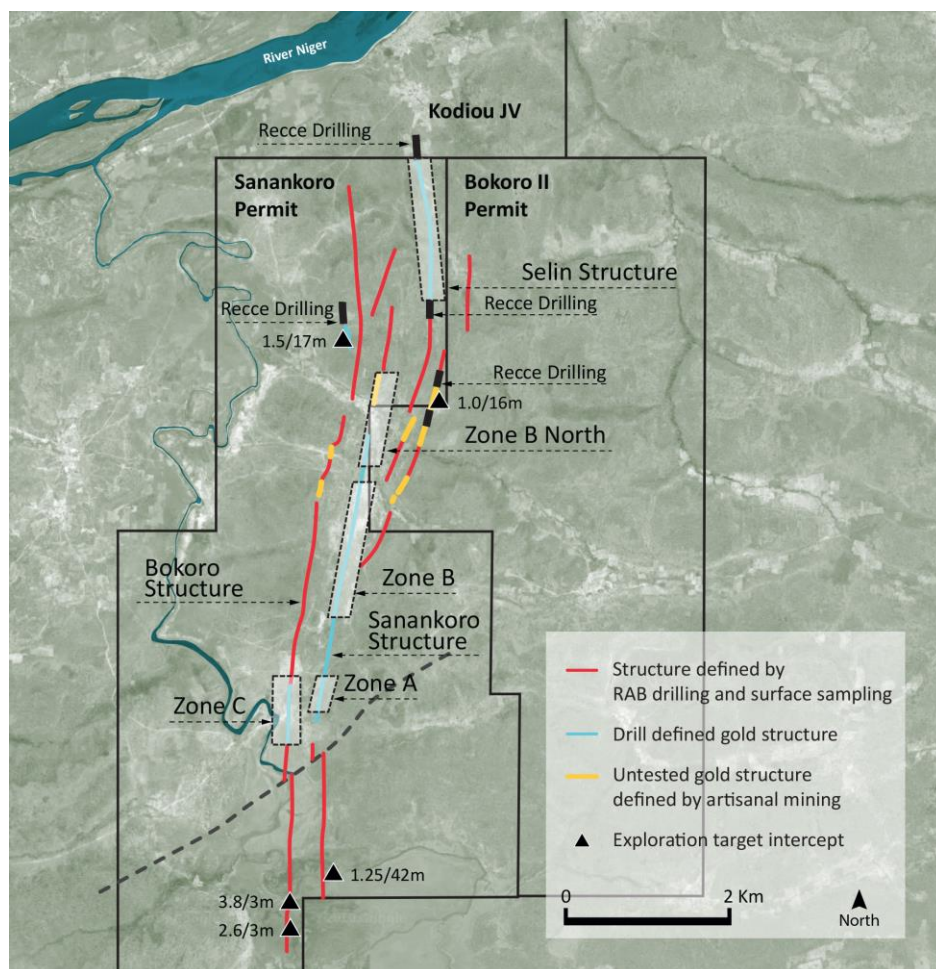 River Niger
Kodiou JV
Recce Drilling
Sanankoro
Permit
Bokoro II
Permit
Selin Structure
Recce Drilling
Recce Drilling
1.5/17m
Recce Drilling
1.0/16m
Zone B North
Bokoro
Structure
Zone B
Sanankoro
Structure
Zone A
Zone C
1.25/42m
3.8/3m
2.6/3m
Structure defined by
RAB drilling and surface sampling
Drill defined gold structure
Untested gold structure
defined by artisanal mining
Exploration target intercept
0 2 Km
North